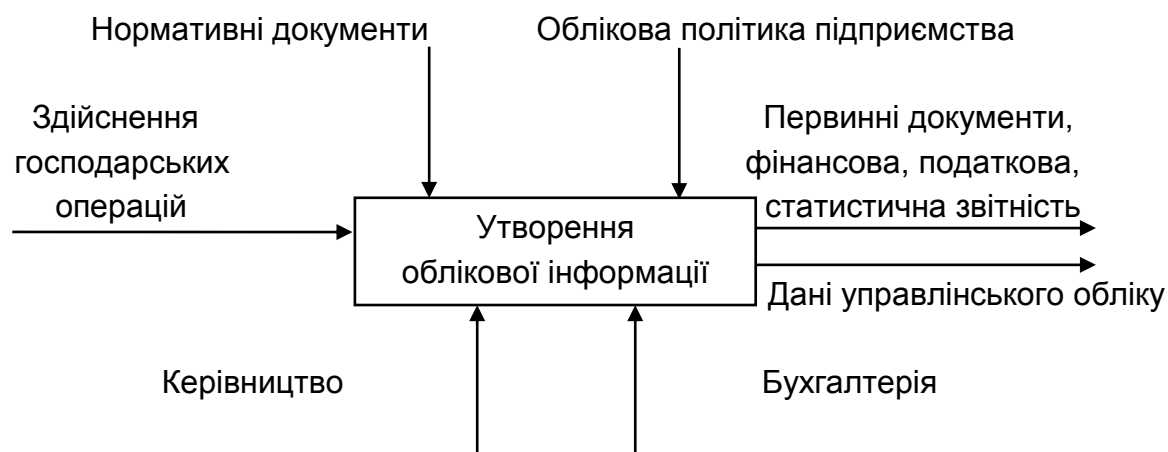 Нормативні документи
Облікова політика підприємства
Здійснення
господарських
операцій
Первинні документи,
фінансова, податкова,
статистична звітність
Утворення
облікової інформації
Дані управлінського обліку
Керівництво
Бухгалтерія